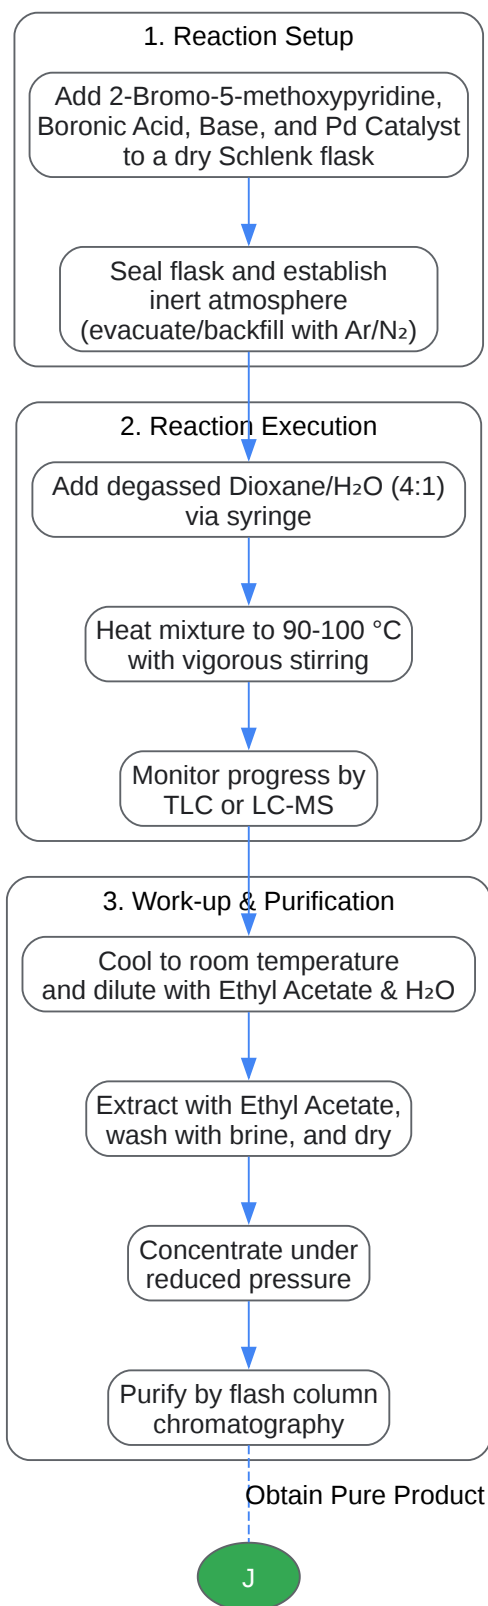 1. Reaction Setup
Add 2-Bromo-5-methoxypyridine,
Boronic Acid, Base, and Pd Catalyst
to a dry Schlenk flask
Seal flask and establish
inert atmosphere
(evacuate/backfill with Ar/N₂)
2. Reaction Execution
Add degassed Dioxane/H₂O (4:1)
via syringe
Heat mixture to 90-100 °C
with vigorous stirring
Monitor progress by
TLC or LC-MS
3. Work-up & Purification
Cool to room temperature
and dilute with Ethyl Acetate & H₂O
Extract with Ethyl Acetate,
wash with brine, and dry
Concentrate under
reduced pressure
Purify by flash column
chromatography
Obtain Pure Product
J